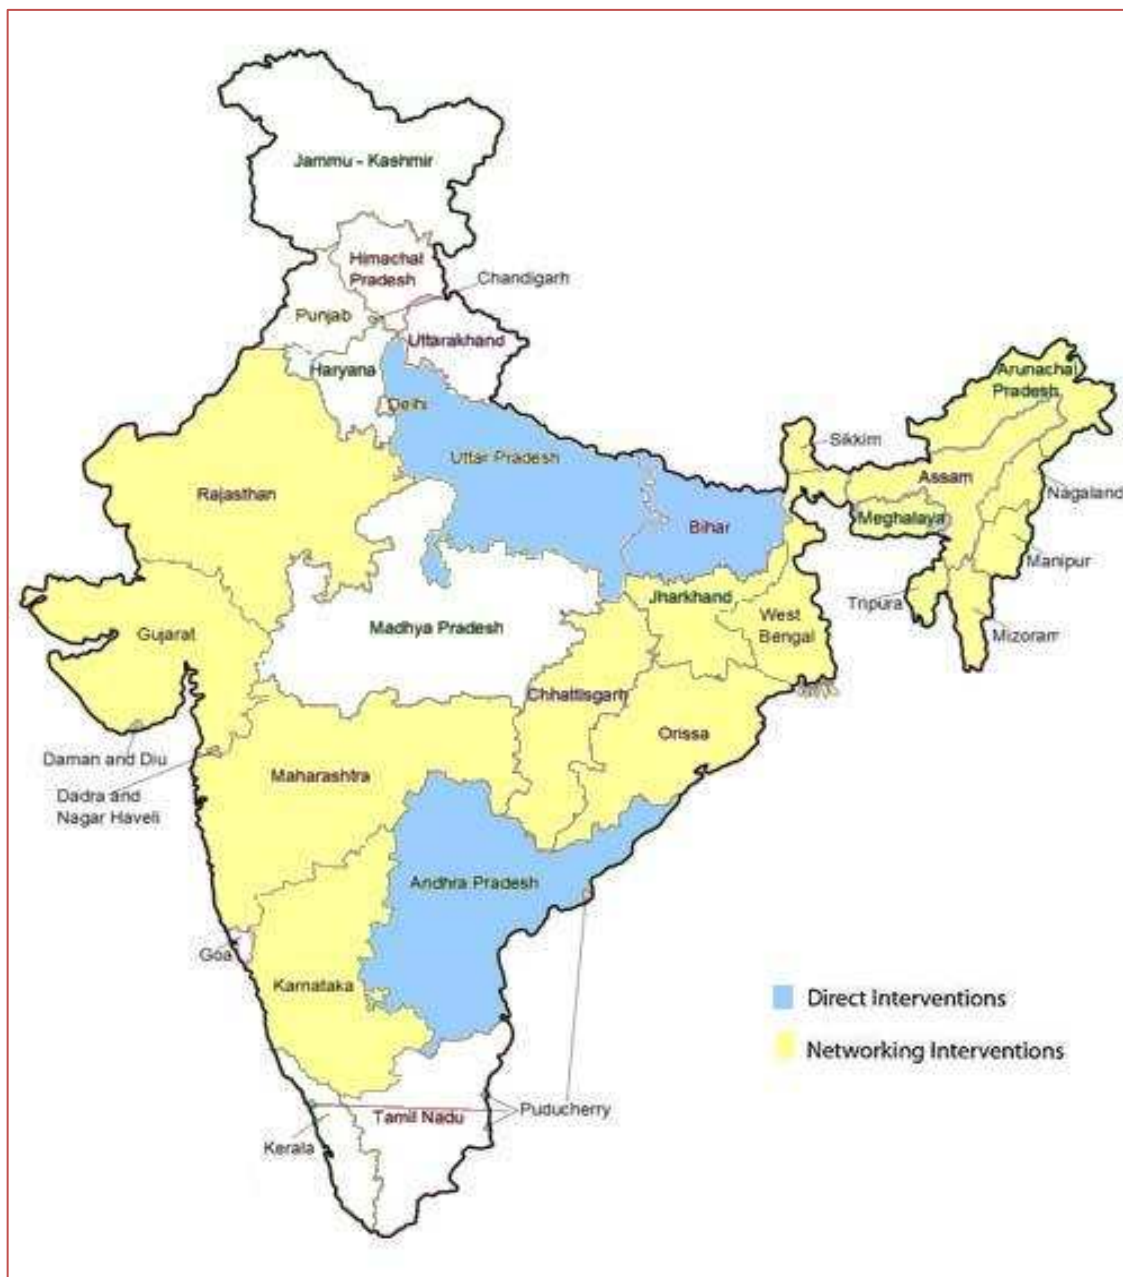 Jammu - Kashmir
Himachal
Pradesh
Chandigarh
Punjab
Uttarakhand
Haryana
Delhi
Arunachal
Pradesh
Sikkim
Uttar Pradesh
Assam
Rajasthan
Nagaland
Meghalaya
Bihar
Manipur
Jharkhand
Tripura
West
Bengal
Gujarat
Madhya Pradesh
Mizoram
Chhattisgarh
Orissa
Daman and Diu
Maharashtra
Dadra and
Nagar Haveli
Andhra Pradesh
Goa
Karnataka
Direct Interventions
Networking Interventions
Puducherry
Tamil Nadu
Kerala